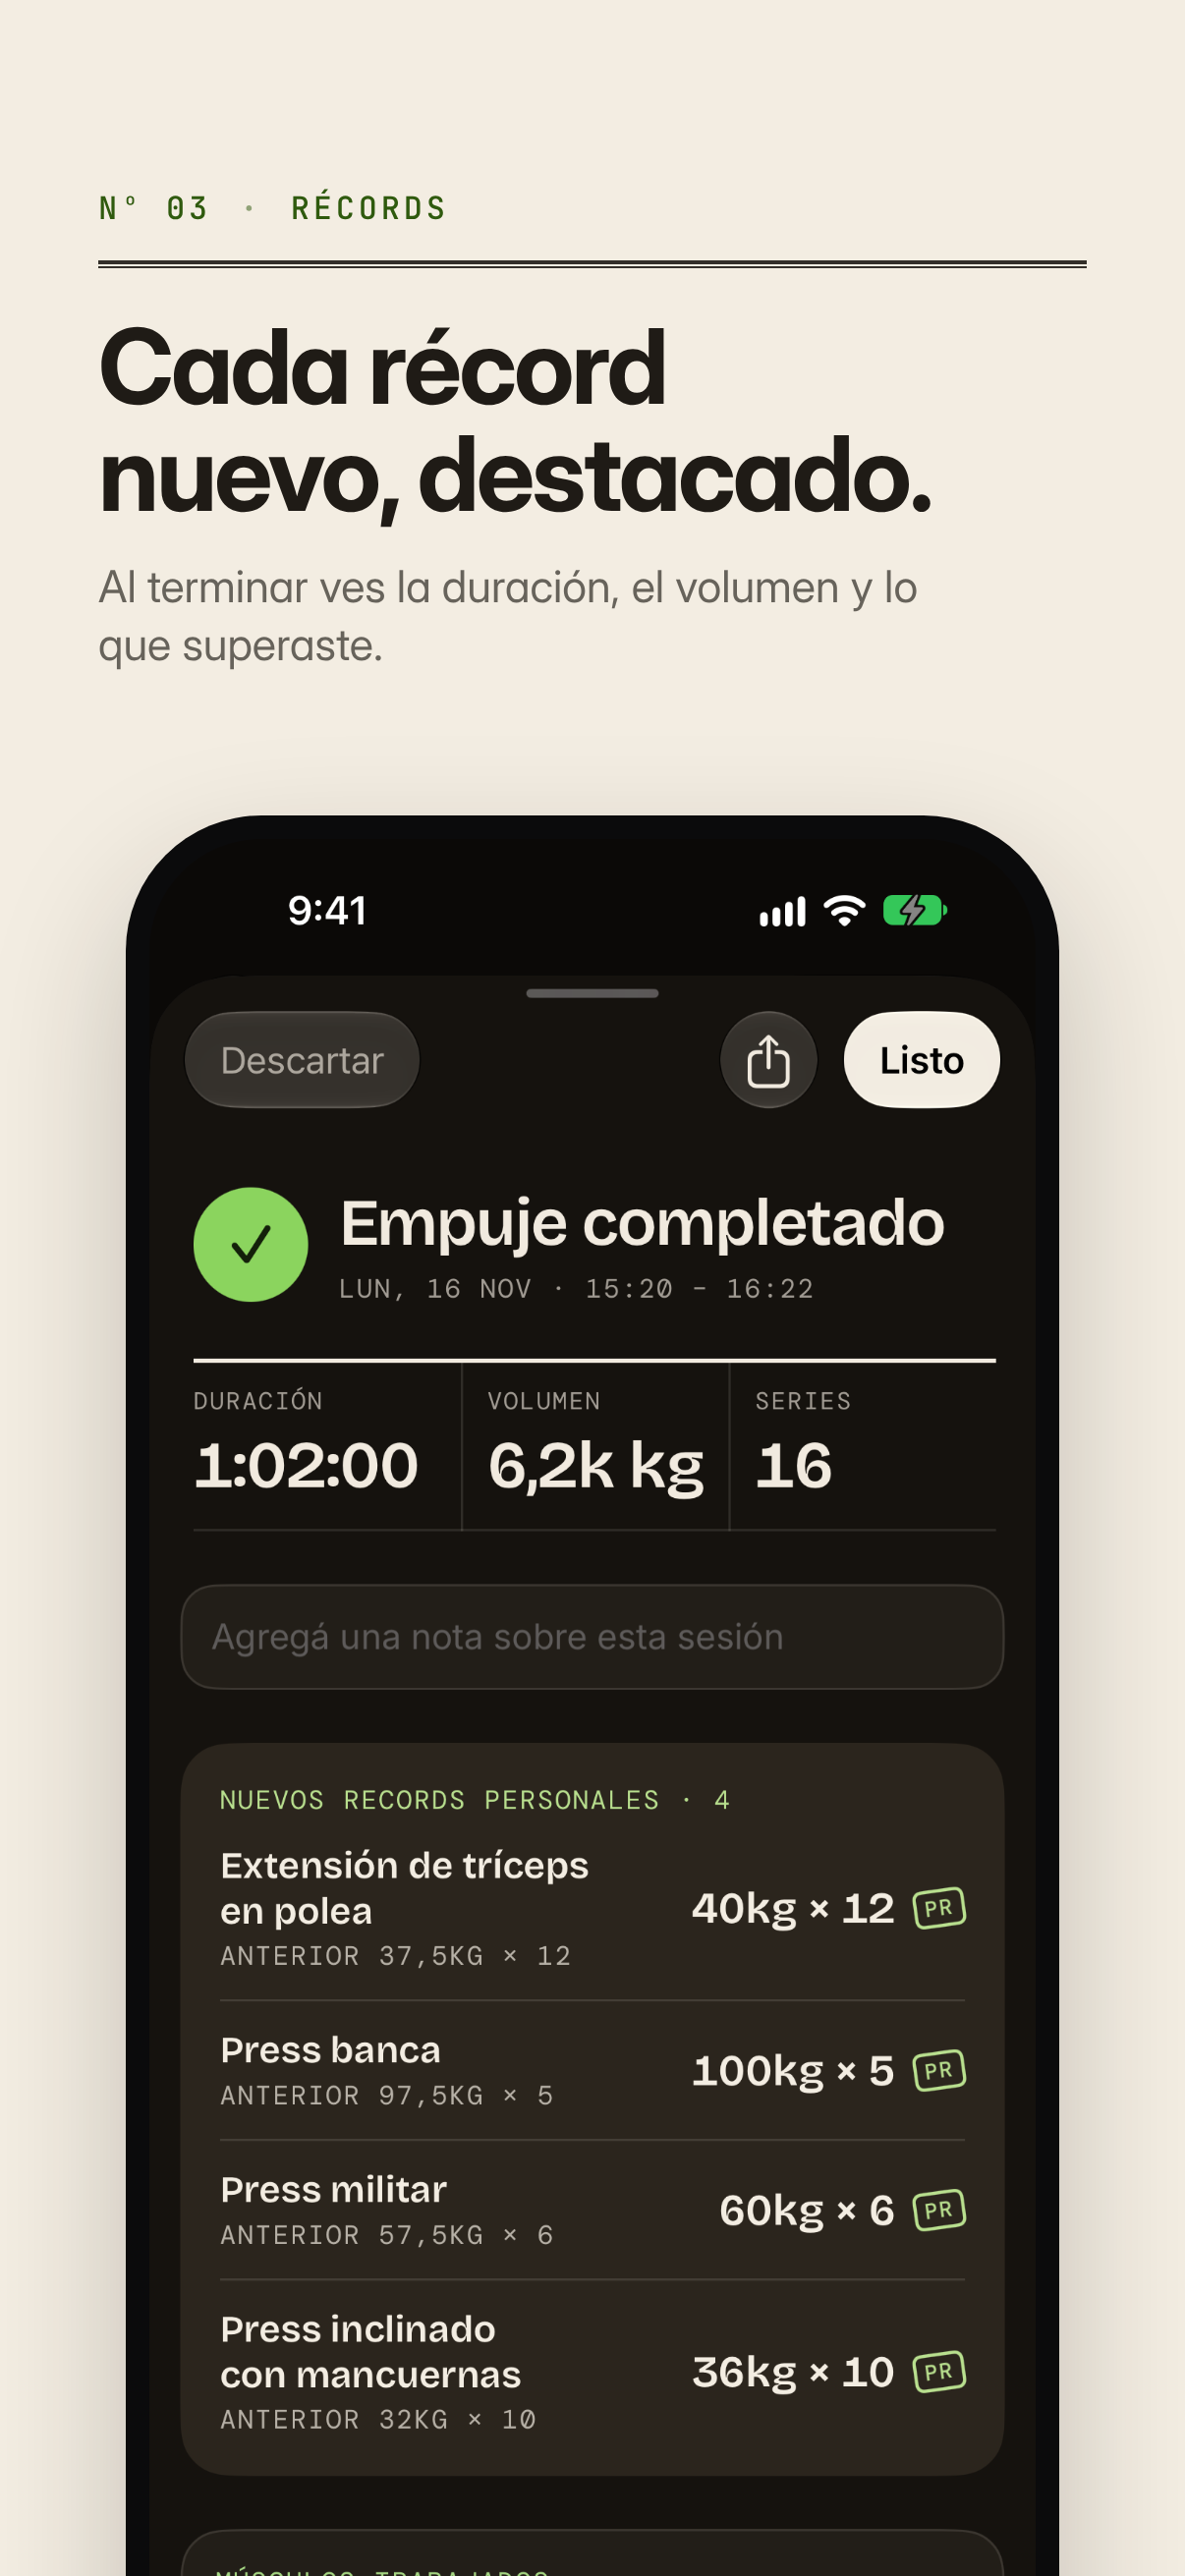 Nº 03 · RÉCORDS
Cada récord
nuevo, destacado.
Al terminar ves la duración, el volumen y lo
que superaste.
9:41
Descartar
Listo
Empuje completado
LUN, 16 NOV · 15:20 – 16:22
DURACIÓN
1:02:00
VOLUMEN
6,2k kg
SERIES
16
Agregá una nota sobre esta sesión
NUEVOS RECORDS PERSONALES · 4
Extensión de tríceps
en polea
ANTERIOR 37,5KG × 12
40kg × 12 PR
Press banca
ANTERIOR 97,5KG × 5
100kg × 5 PR
Press militar
ANTERIOR 57,5KG × 6
60kg × 6 PR
Press inclinado
con mancuernas
ANTERIOR 32KG × 10
36kg × 10 PR
MÚSCULOS TRABAJADOS